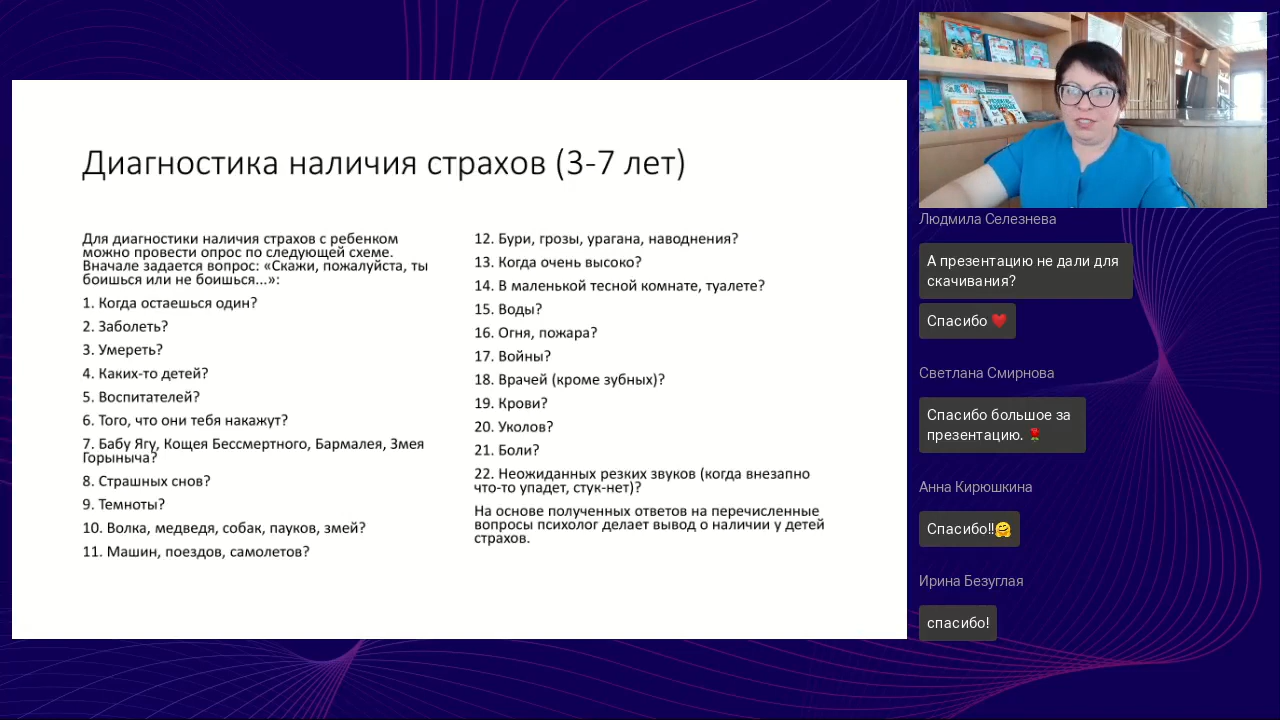 Диагностика наличия страхов (3-7 лет)
Для диагностики наличия страхов с ребенком
можно провести опрос по следующей схеме.
Вначале задается вопрос: «Скажи, пожалуйста, ты
боишься или не боишься...»:
1. Когда остаешься один?
2. Заболеть?
3. Умереть?
4. Каких-то детей?
5. Воспитателей?
6. Того, что они тебя накажут?
7. Бабу Ягу, Кощея Бессмертного, Бармалея, Змея
Горыныча?
8. Страшных снов?
9. Темноты?
10. Волка, медведя, собак, пауков, змей?
11. Машин, поездов, самолетов?
12. Бури, грозы, урагана, наводнения?
13. Когда очень высоко?
14. В маленькой тесной комнате, туалете?
15. Воды?
16. Огня, пожара?
17. Войны?
18. Врачей (кроме зубных)?
19. Крови?
20. Уколов?
21. Боли?
22. Неожиданных резких звуков (когда внезапно
что-то упадет, стук-нет)?
На основе полученных ответов на перечисленные
вопросы психолог делает вывод о наличии у детей
страхов.
Людмила Селезнева
А презентацию не дали для
скачивания?
Спасибо ❤️
Светлана Смирнова
Спасибо большое за
презентацию. 🌹
Анна Кирюшкина
Спасибо!!🤗
Ирина Безуглая
спасибо!